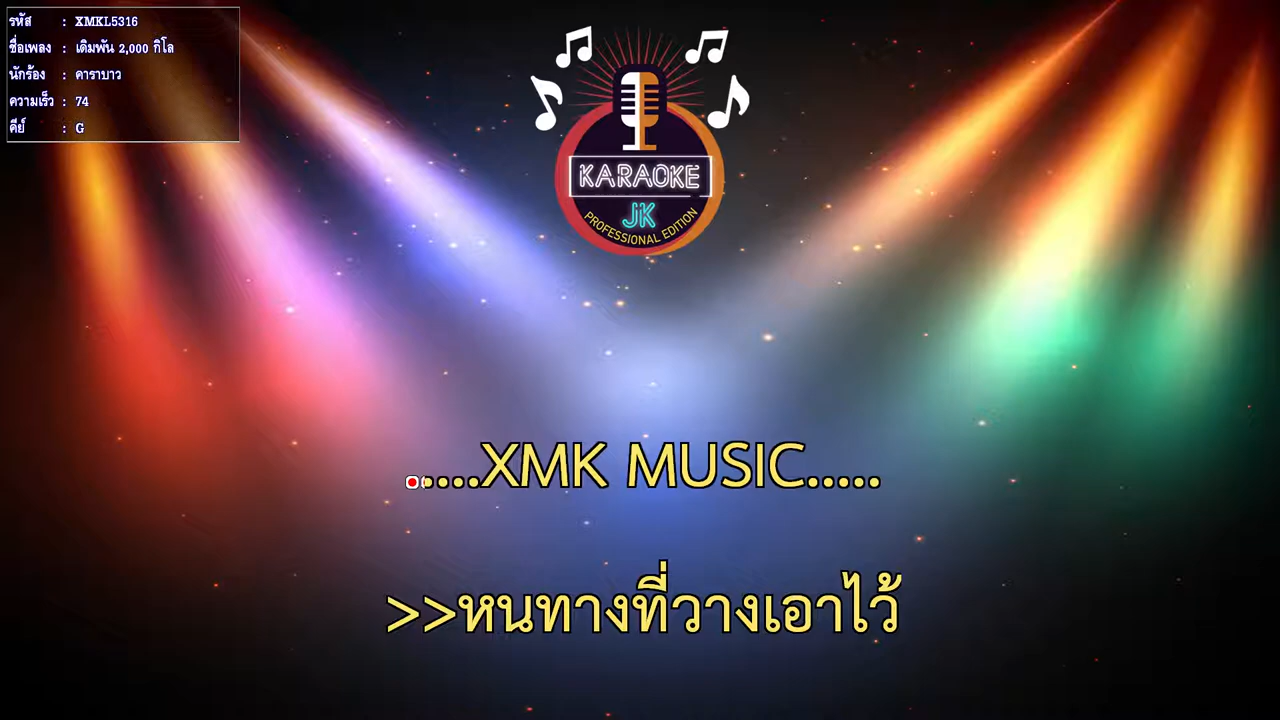 รหัส : XMKL5316
ชื่อเพลง : เดิมพัน 2,000 กิโล
นักร้อง : คาราบาว
ความเร็ว : 74
คีย์ : G
KARAOKE
JK
PROFESSIONAL EDITION
.....XMK MUSIC.....
>>หนทางที่วางเอาไว้